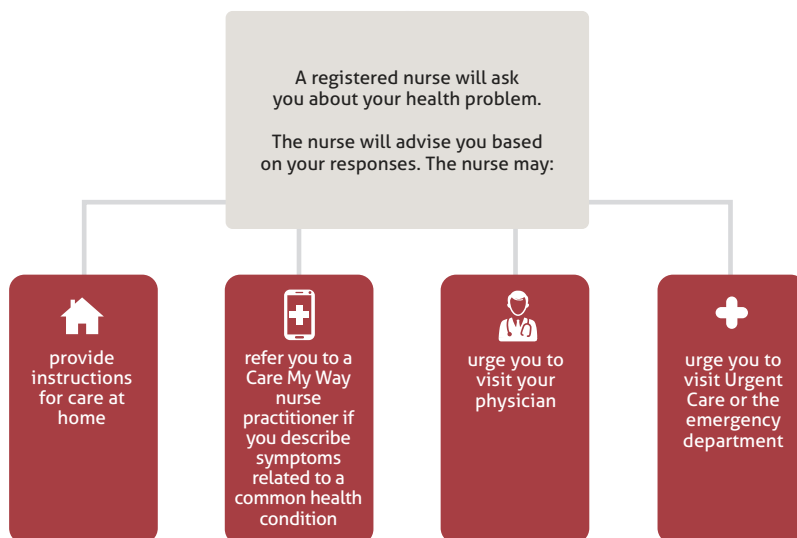 A registered nurse will ask
you about your health problem.
The nurse will advise you based
on your responses. The nurse may:
provide
instructions
for care at
home
refer you to a
Care My Way
nurse
practitioner if
you describe
symptoms
related to a
common health
condition
urge you to
visit your
physician
urge you to
visit Urgent
Care or the
emergency
department